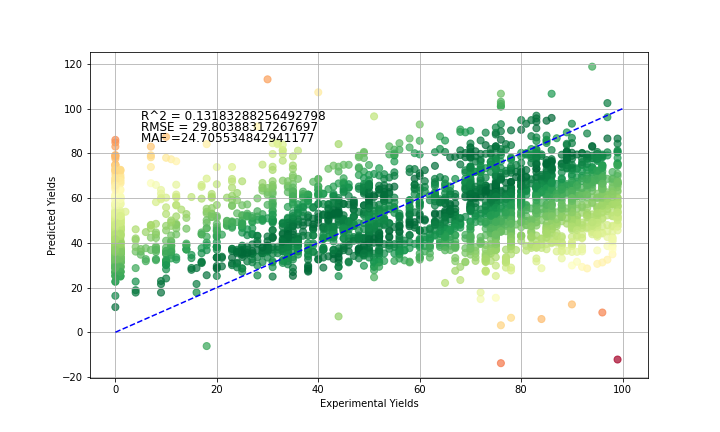 120
100
80
60
40
20
0
−20
R^2 = 0.13183288256492798
RMSE = 29.80388317267697
MAE =24.705534842941177
Predicted Yields
0 20 40 60 80 100
Experimental Yields